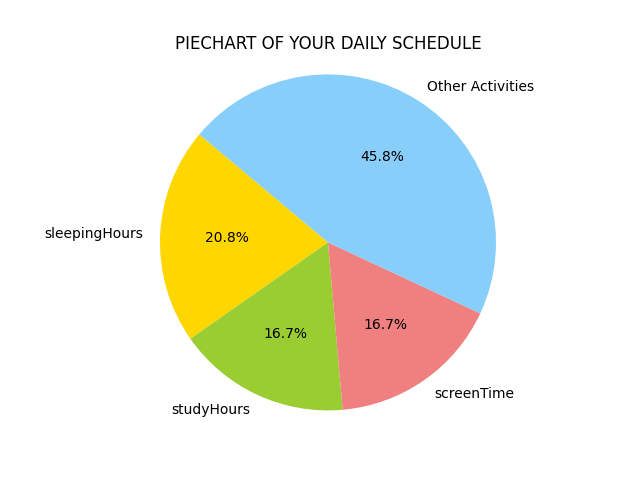 PIECHART OF YOUR DAILY SCHEDULE
Other Activities
45.8%
sleepingHours
20.8%
16.7%
16.7%
studyHours
screenTime